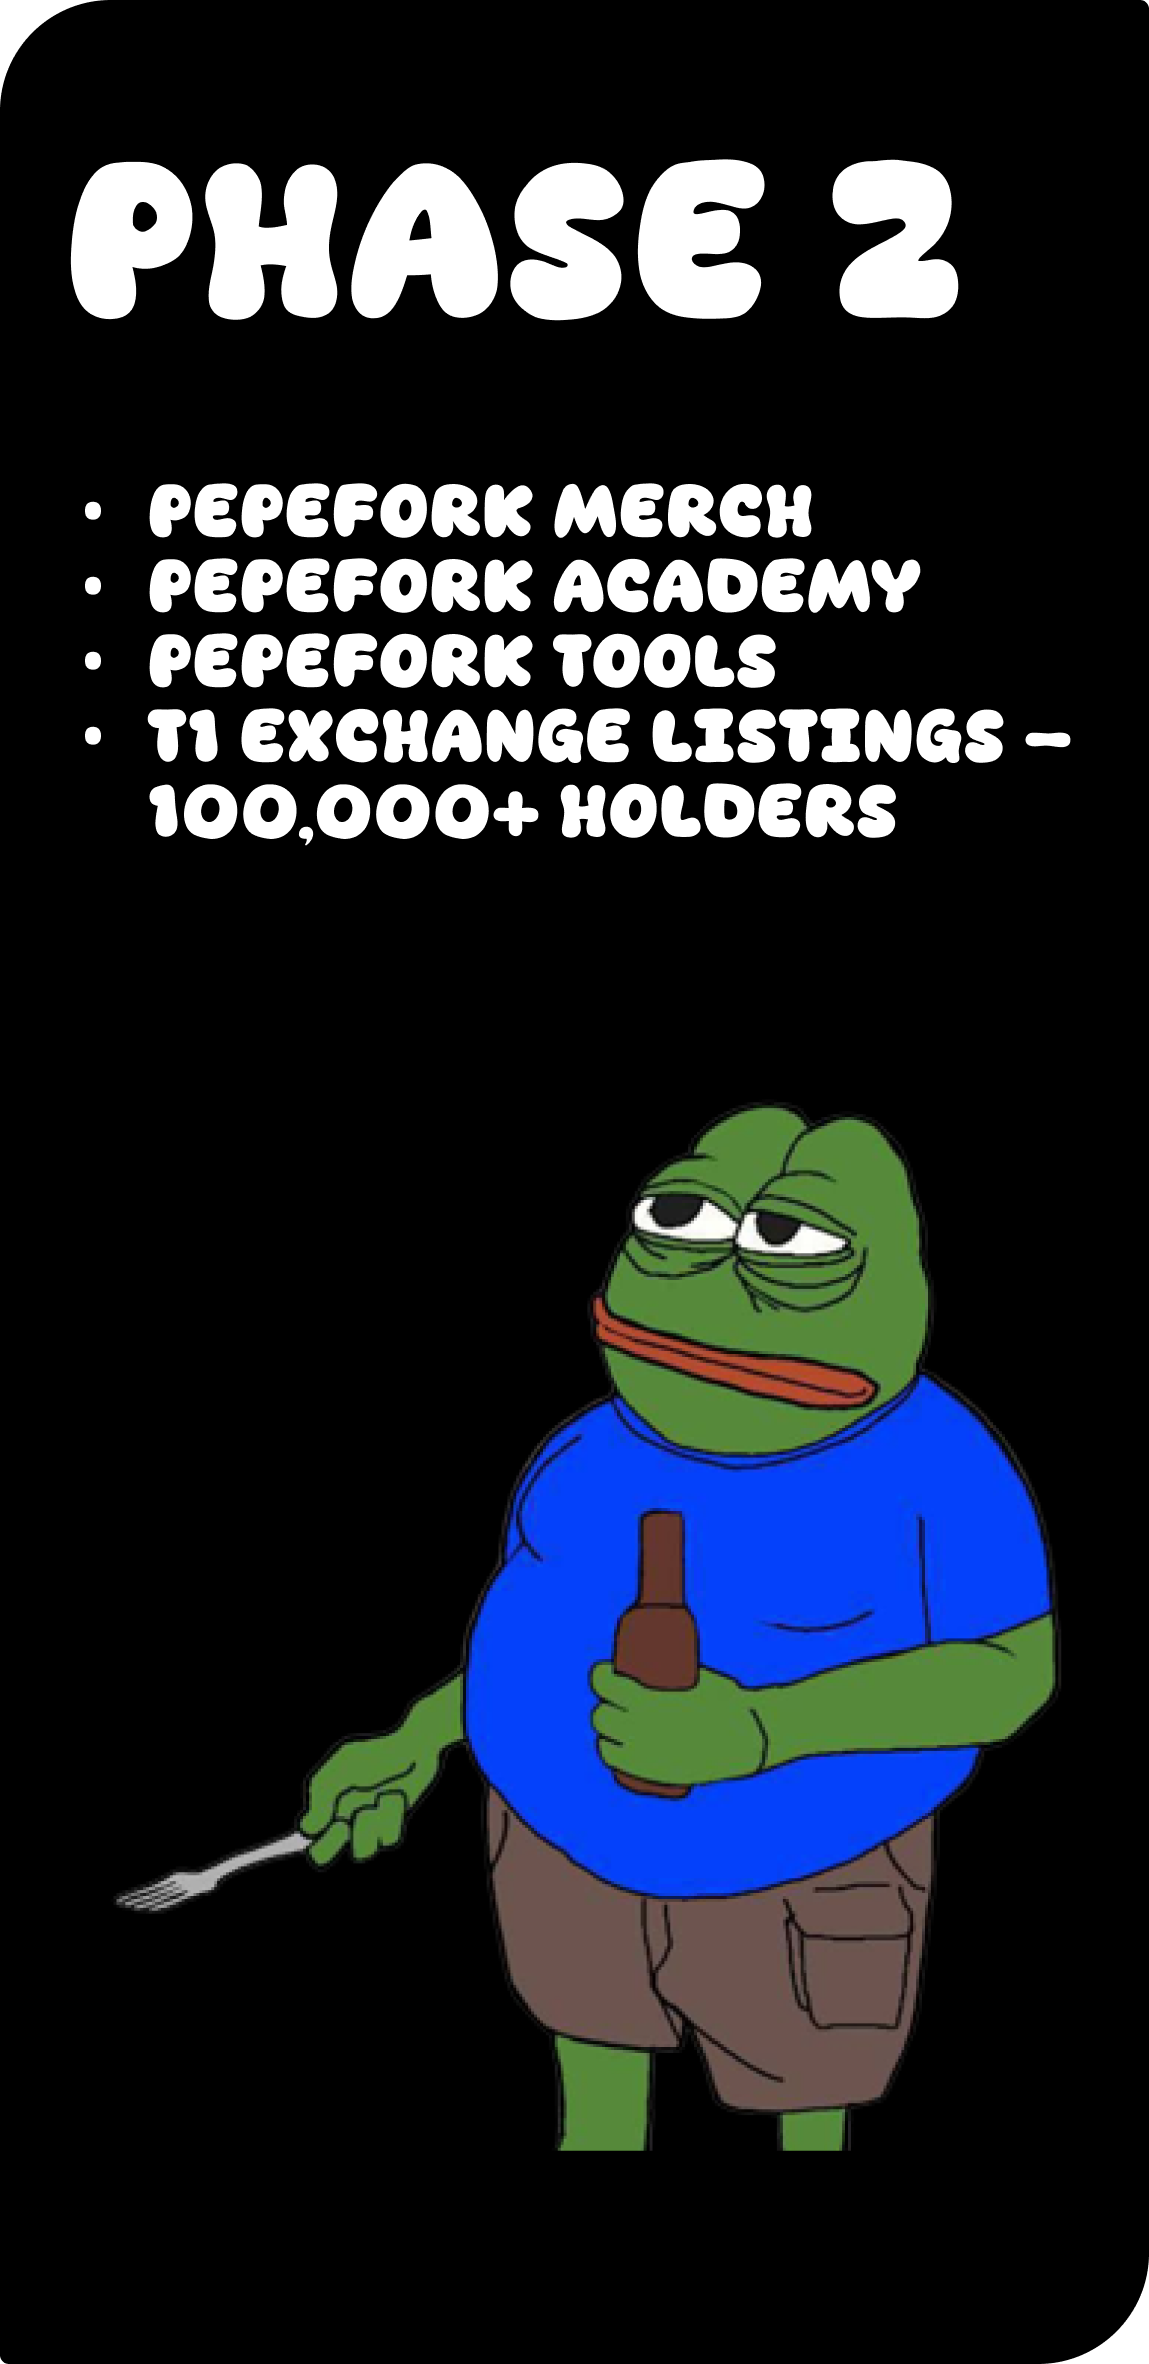 PHASE 2
• PEPEFORK MERCH
• PEPEFORK ACADEMY
• PEPEFORK TOOLS
• T1 EXCHANGE LISTINGS –
100,000+ HOLDERS